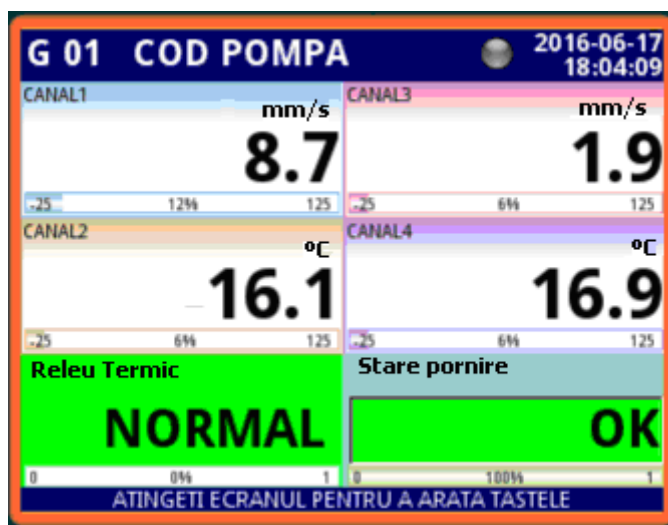 G 01 COD POMPA
2016-06-17
18:04:09
CANAL1
mm/s
8.7
-25 12% 125
CANAL3
mm/s
1.9
-25 6% 125
CANAL2
ºC
16.1
-25 6% 125
CANAL4
ºC
16.9
-25 6% 125
Releu Termic
NORMAL
0 0% 1
Stare pornire
OK
0 100% 1
ATINGETI ECRANUL PENTRU A ARATA TASTELE